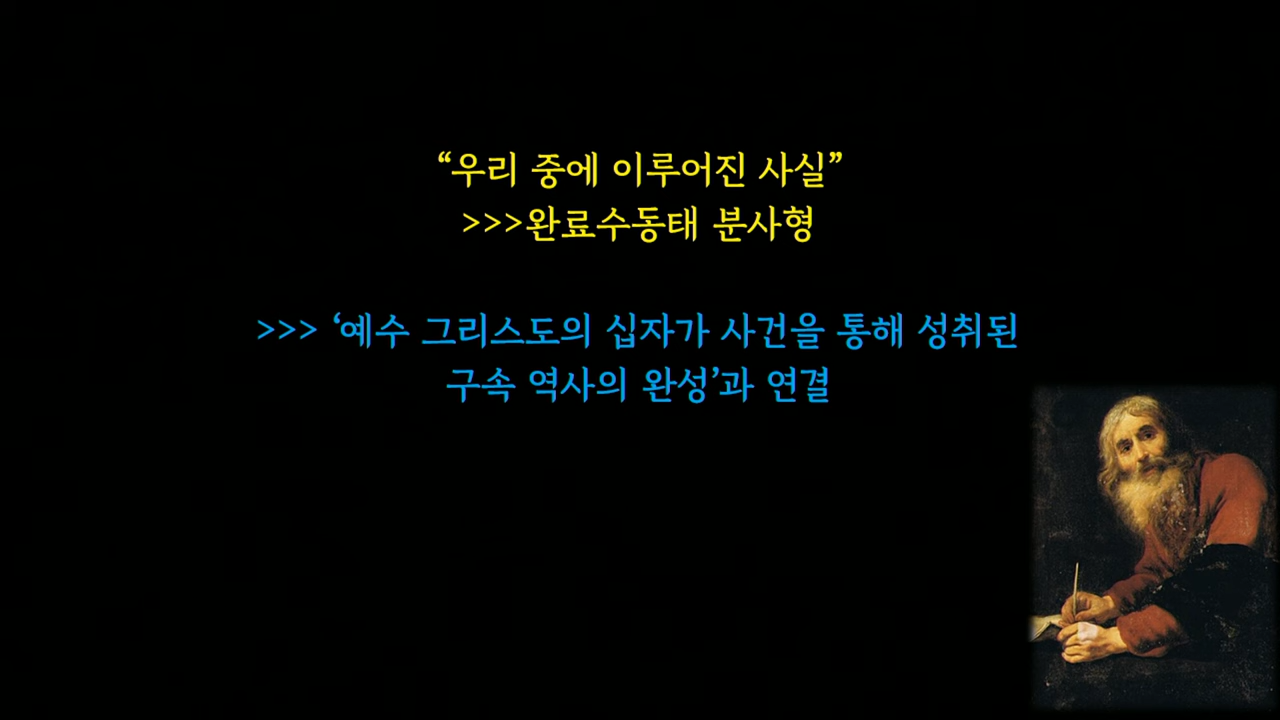 “우리 중에 이루어진 사실”
>>>완료수동태 분사형
>>> ‘예수 그리스도의 십자가 사건을 통해 성취된
구속 역사의 완성’과 연결